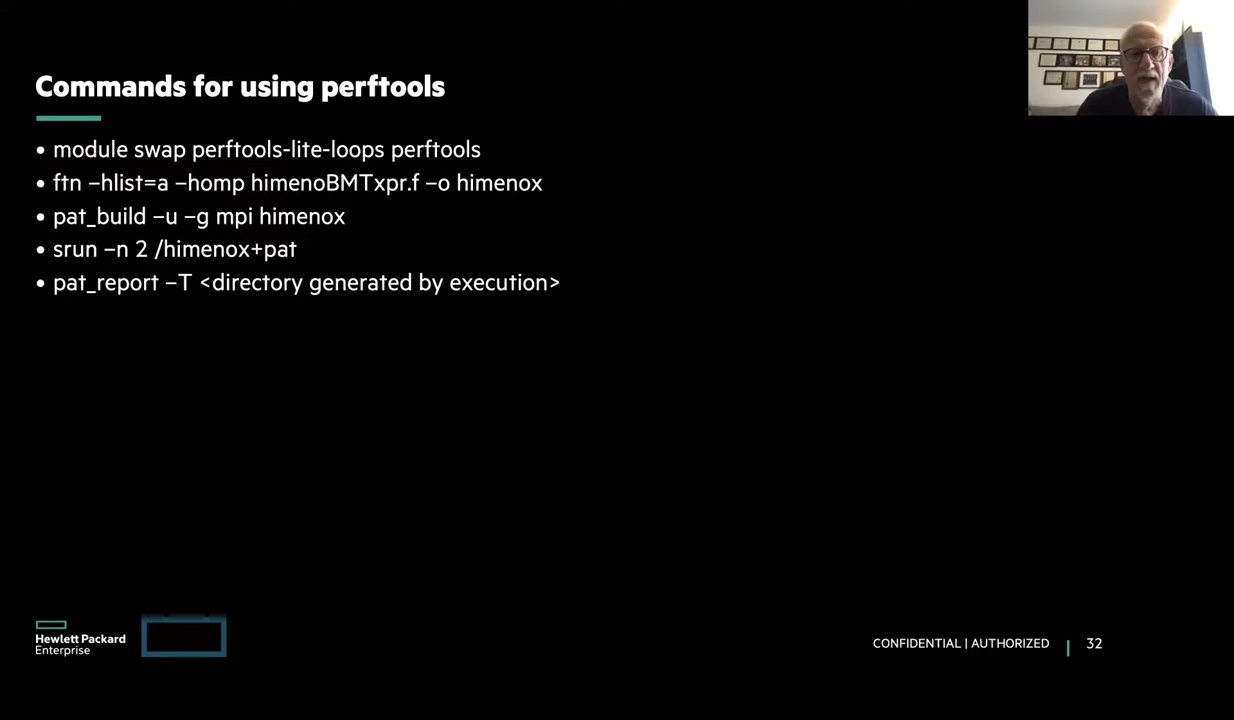 Commands for using perftools
• module swap perftools-lite-loops perftools
• ftn –hlist=a –homp himenoBMTxpr.f –o himenox
• pat_build –u –g mpi himenox
• srun –n 2 /himenox+pat
• pat_report –T <directory generated by execution>
Hewlett Packard
Enterprise
CONFIDENTIAL | AUTHORIZED
32